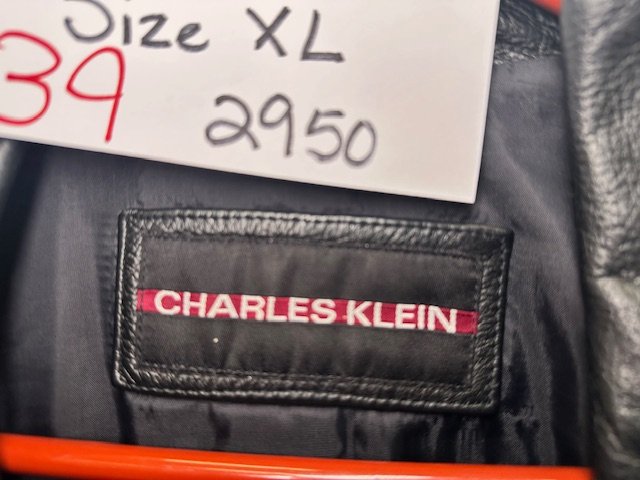 Size XL
39
2950
CHARLES KLEIN